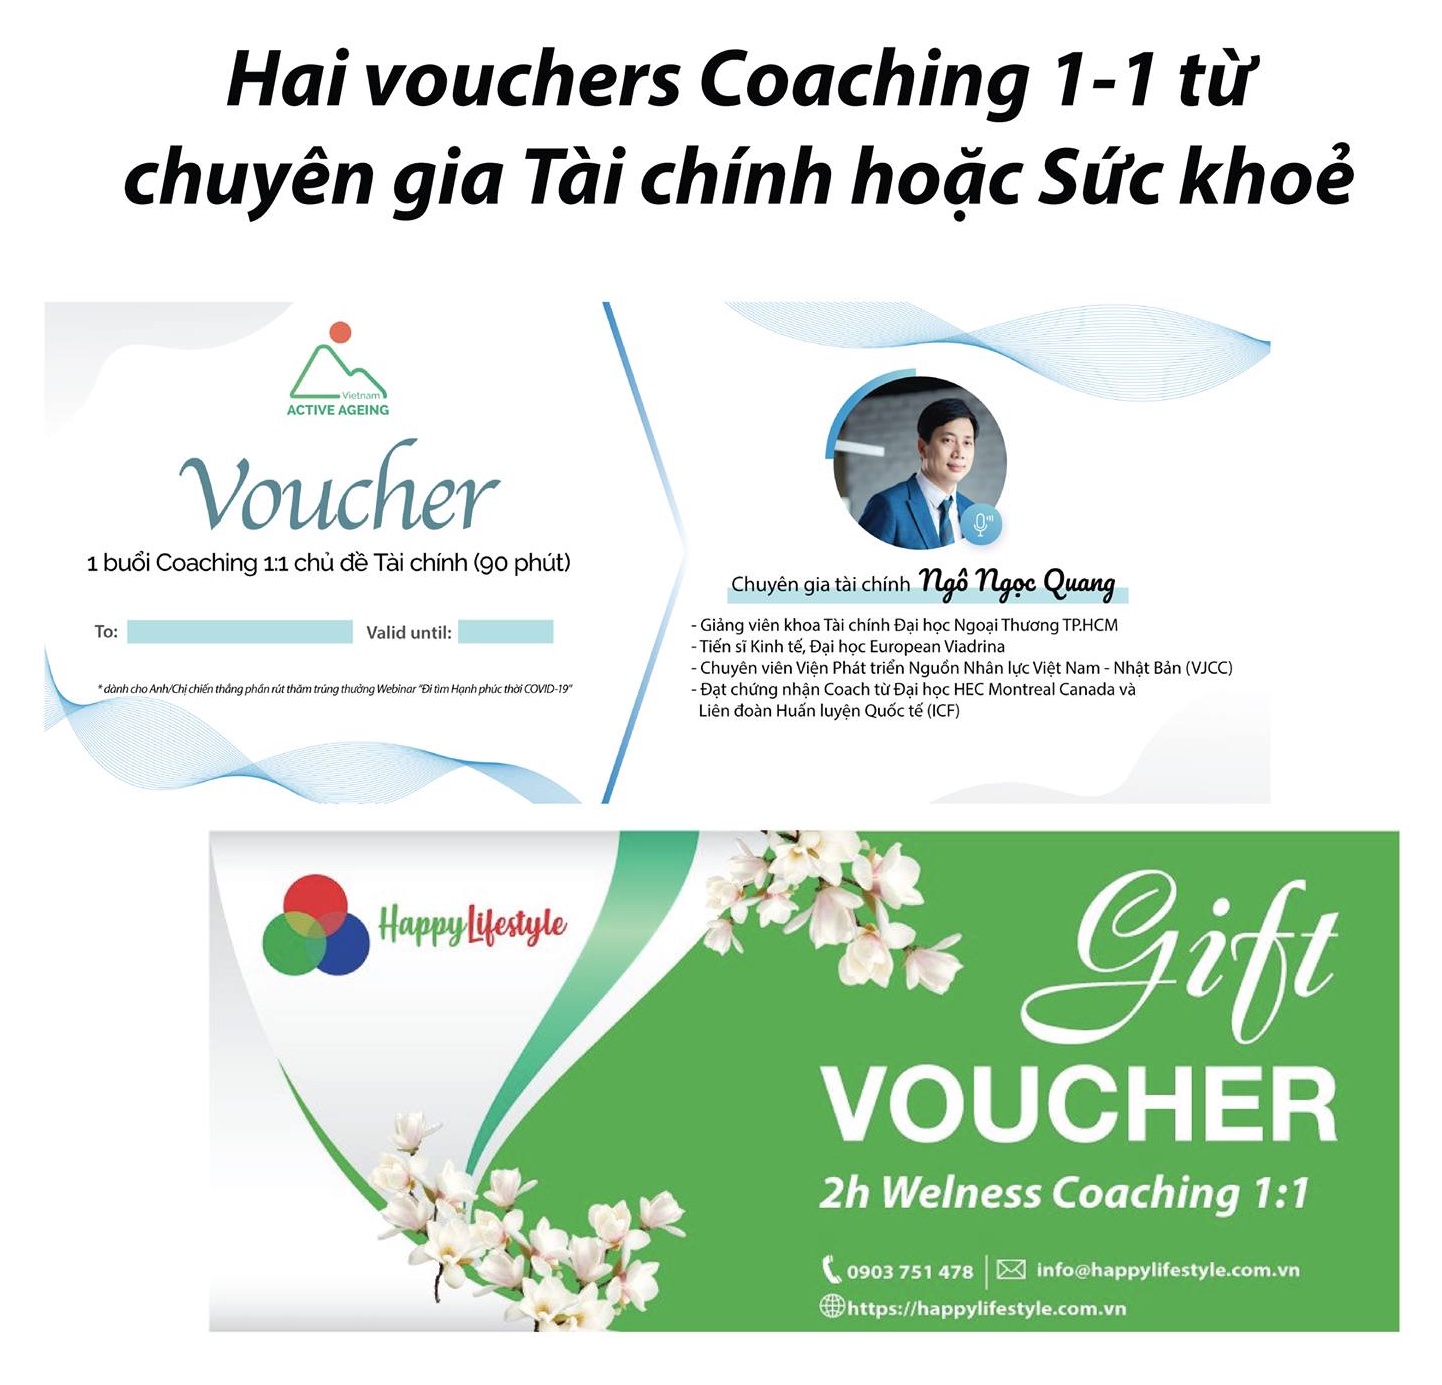 Hai vouchers Coaching 1-1 từ
chuyên gia Tài chính hoặc Sức khoẻ
Vietnam
ACTIVE AGEING
Voucher
1 buổi Coaching 1:1 chủ đề Tài chính (90 phút)
To:
Valid until:
* dành cho Anh/Chị chiến thắng phần rút thăm trúng thưởng Webinar "Đi tìm Hạnh phúc thời COVID-19"
Chuyên gia tài chính Ngô Ngọc Quang
- Giảng viên khoa Tài chính Đại học Ngoại Thương TP.HCM
- Tiến sĩ Kinh tế, Đại học European Viadrina
- Chuyên viên Viện Phát triển Nguồn Nhân lực Việt Nam - Nhật Bản (VJCC)
- Đạt chứng nhận Coach từ Đại học HEC Montreal Canada và
Liên đoàn Huấn luyện Quốc tế (ICF)
HappyLifestyle
Gift
VOUCHER
2h Welness Coaching 1:1
0903 751 478 | info@happylifestyle.com.vn
https://happylifestyle.com.vn